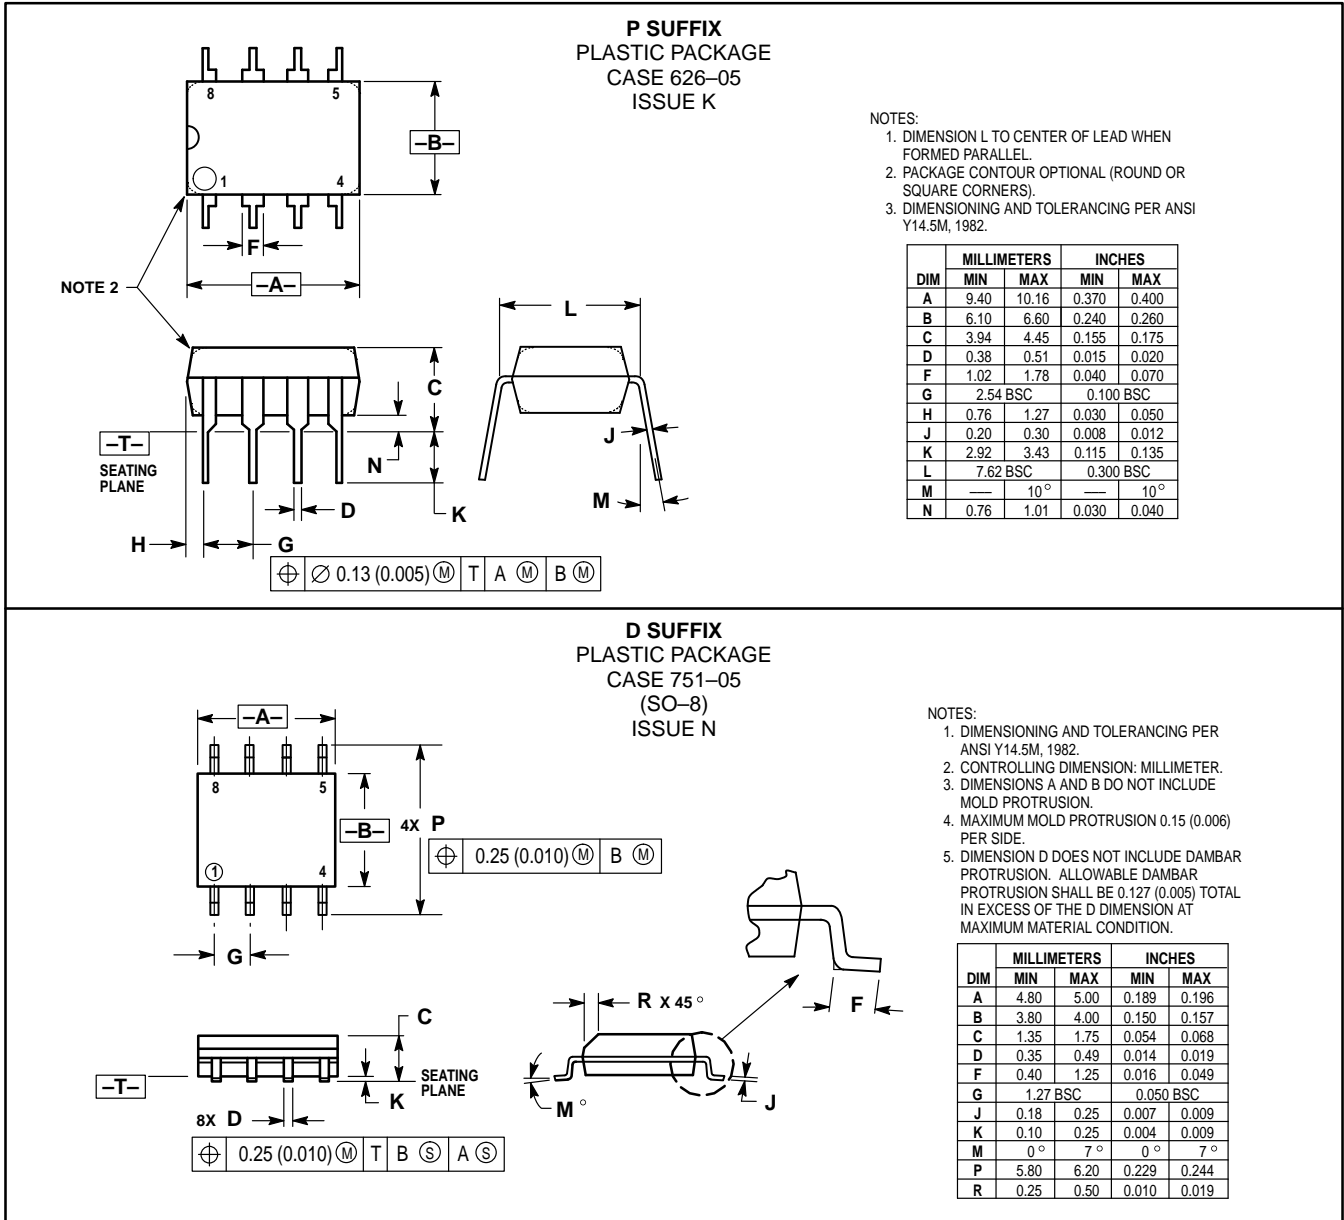 P SUFFIX
PLASTIC PACKAGE
CASE 626–05
ISSUE K
8 5
1 4
–B–
F
–A–
NOTE 2
L
C
–T–
SEATING
PLANE
N
J
M
D
K
H
G
⌖ ∅ 0.13 (0.005) Ⓜ T A Ⓜ B Ⓜ
NOTES:
1. DIMENSION L TO CENTER OF LEAD WHEN
FORMED PARALLEL.
2. PACKAGE CONTOUR OPTIONAL (ROUND OR
SQUARE CORNERS).
3. DIMENSIONING AND TOLERANCING PER ANSI
Y14.5M, 1982.
MILLIMETERS INCHES
DIM MIN MAX MIN MAX
A 9.40 10.16 0.370 0.400
B 6.10 6.60 0.240 0.260
C 3.94 4.45 0.155 0.175
D 0.38 0.51 0.015 0.020
F 1.02 1.78 0.040 0.070
G 2.54 BSC 0.100 BSC
H 0.76 1.27 0.030 0.050
J 0.20 0.30 0.008 0.012
K 2.92 3.43 0.115 0.135
L 7.62 BSC 0.300 BSC
M ––– 10° ––– 10°
N 0.76 1.01 0.030 0.040
D SUFFIX
PLASTIC PACKAGE
CASE 751–05
(SO–8)
ISSUE N
–A–
8 5
1 4
–B–
4X P
⌖ 0.25 (0.010) Ⓜ B Ⓜ
G
C
–T–
K
SEATING
PLANE
8X D
⌖ 0.25 (0.010) Ⓜ T B Ⓢ A Ⓢ
R X 45°
M°
J
F
NOTES:
1. DIMENSIONING AND TOLERANCING PER
ANSI Y14.5M, 1982.
2. CONTROLLING DIMENSION: MILLIMETER.
3. DIMENSIONS A AND B DO NOT INCLUDE
MOLD PROTRUSION.
4. MAXIMUM MOLD PROTRUSION 0.15 (0.006)
PER SIDE.
5. DIMENSION D DOES NOT INCLUDE DAMBAR
PROTRUSION. ALLOWABLE DAMBAR
PROTRUSION SHALL BE 0.127 (0.005) TOTAL
IN EXCESS OF THE D DIMENSION AT
MAXIMUM MATERIAL CONDITION.
MILLIMETERS INCHES
DIM MIN MAX MIN MAX
A 4.80 5.00 0.189 0.196
B 3.80 4.00 0.150 0.157
C 1.35 1.75 0.054 0.068
D 0.35 0.49 0.014 0.019
F 0.40 1.25 0.016 0.049
G 1.27 BSC 0.050 BSC
J 0.18 0.25 0.007 0.009
K 0.10 0.25 0.004 0.009
M 0° 7° 0° 7°
P 5.80 6.20 0.229 0.244
R 0.25 0.50 0.010 0.019